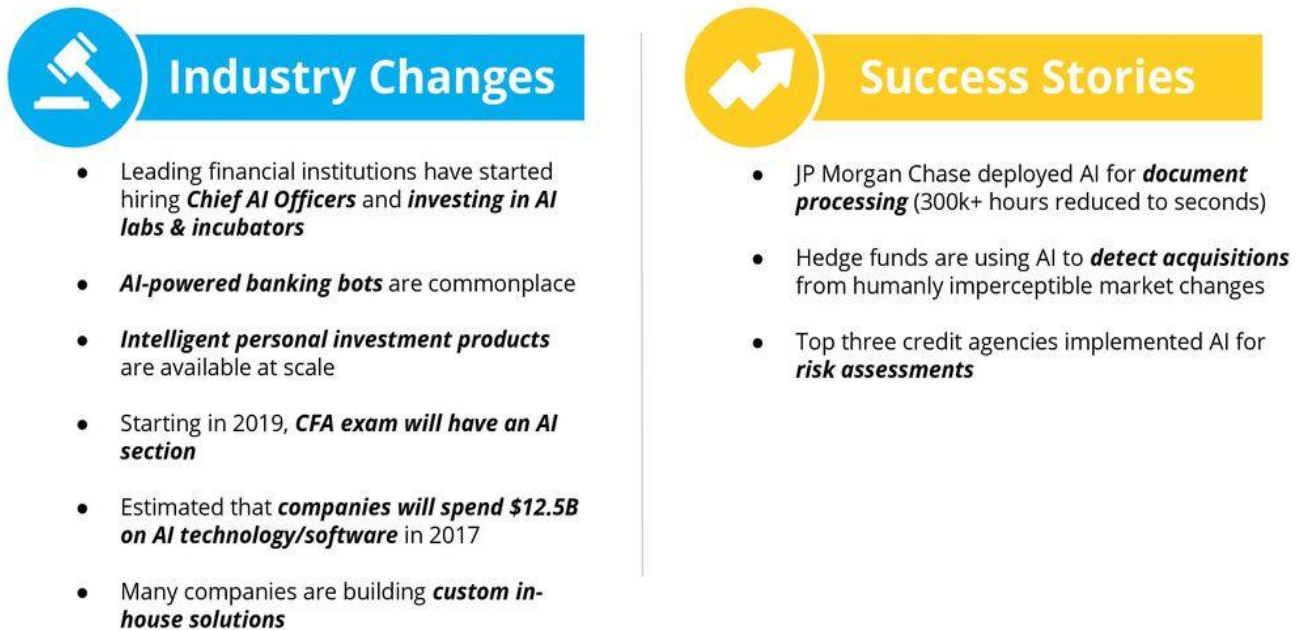 Industry Changes
● Leading financial institutions have started
hiring Chief AI Officers and investing in AI
labs & incubators
● AI-powered banking bots are commonplace
● Intelligent personal investment products
are available at scale
● Starting in 2019, CFA exam will have an AI
section
● Estimated that companies will spend $12.5B
on AI technology/software in 2017
● Many companies are building custom in-
house solutions
Success Stories
● JP Morgan Chase deployed AI for document
processing (300k+ hours reduced to seconds)
● Hedge funds are using AI to detect acquisitions
from humanly imperceptible market changes
● Top three credit agencies implemented AI for
risk assessments